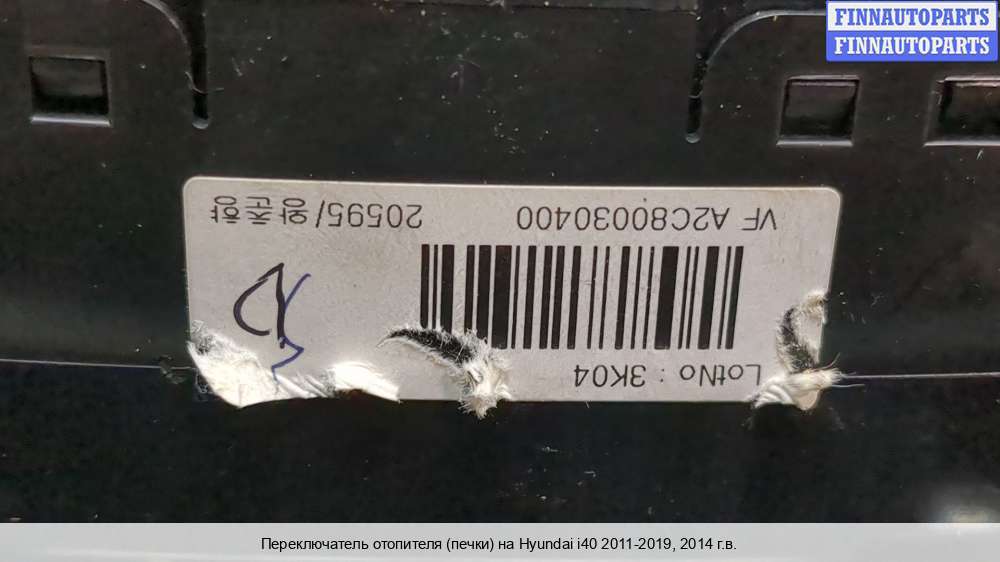 FINNAUTOPARTS
FINNAUTOPARTS
LotNo : 3K04
VF A2C80030400 20595/
Переключатель отопителя (печки) на Hyundai i40 2011-2019, 2014 г.в.